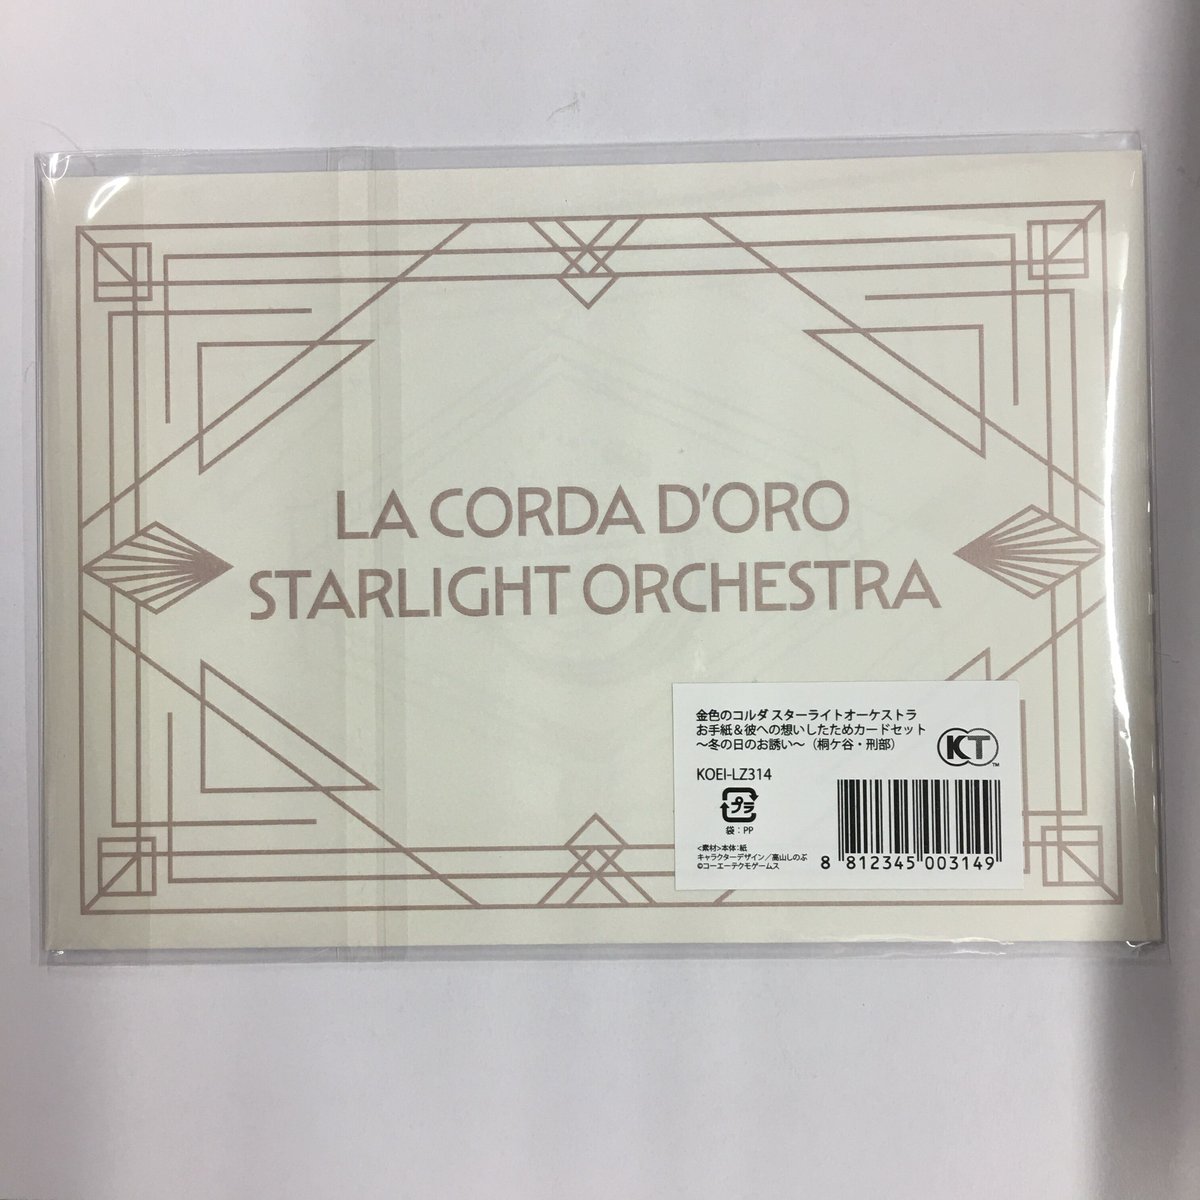 LA CORDA D'ORO
STARLIGHT ORCHESTRA
金色のコルダ スターライトオーケストラ
お手紙＆彼への想いしたためカードセット
～冬の日のお誘い～（桐ケ谷・刑部）
KT™
KOEI-LZ314
プラ
袋：PP
<素材>本体：紙
キャラクターデザイン／高山しのぶ
©コーエーテクモゲームス
8 812345 003149